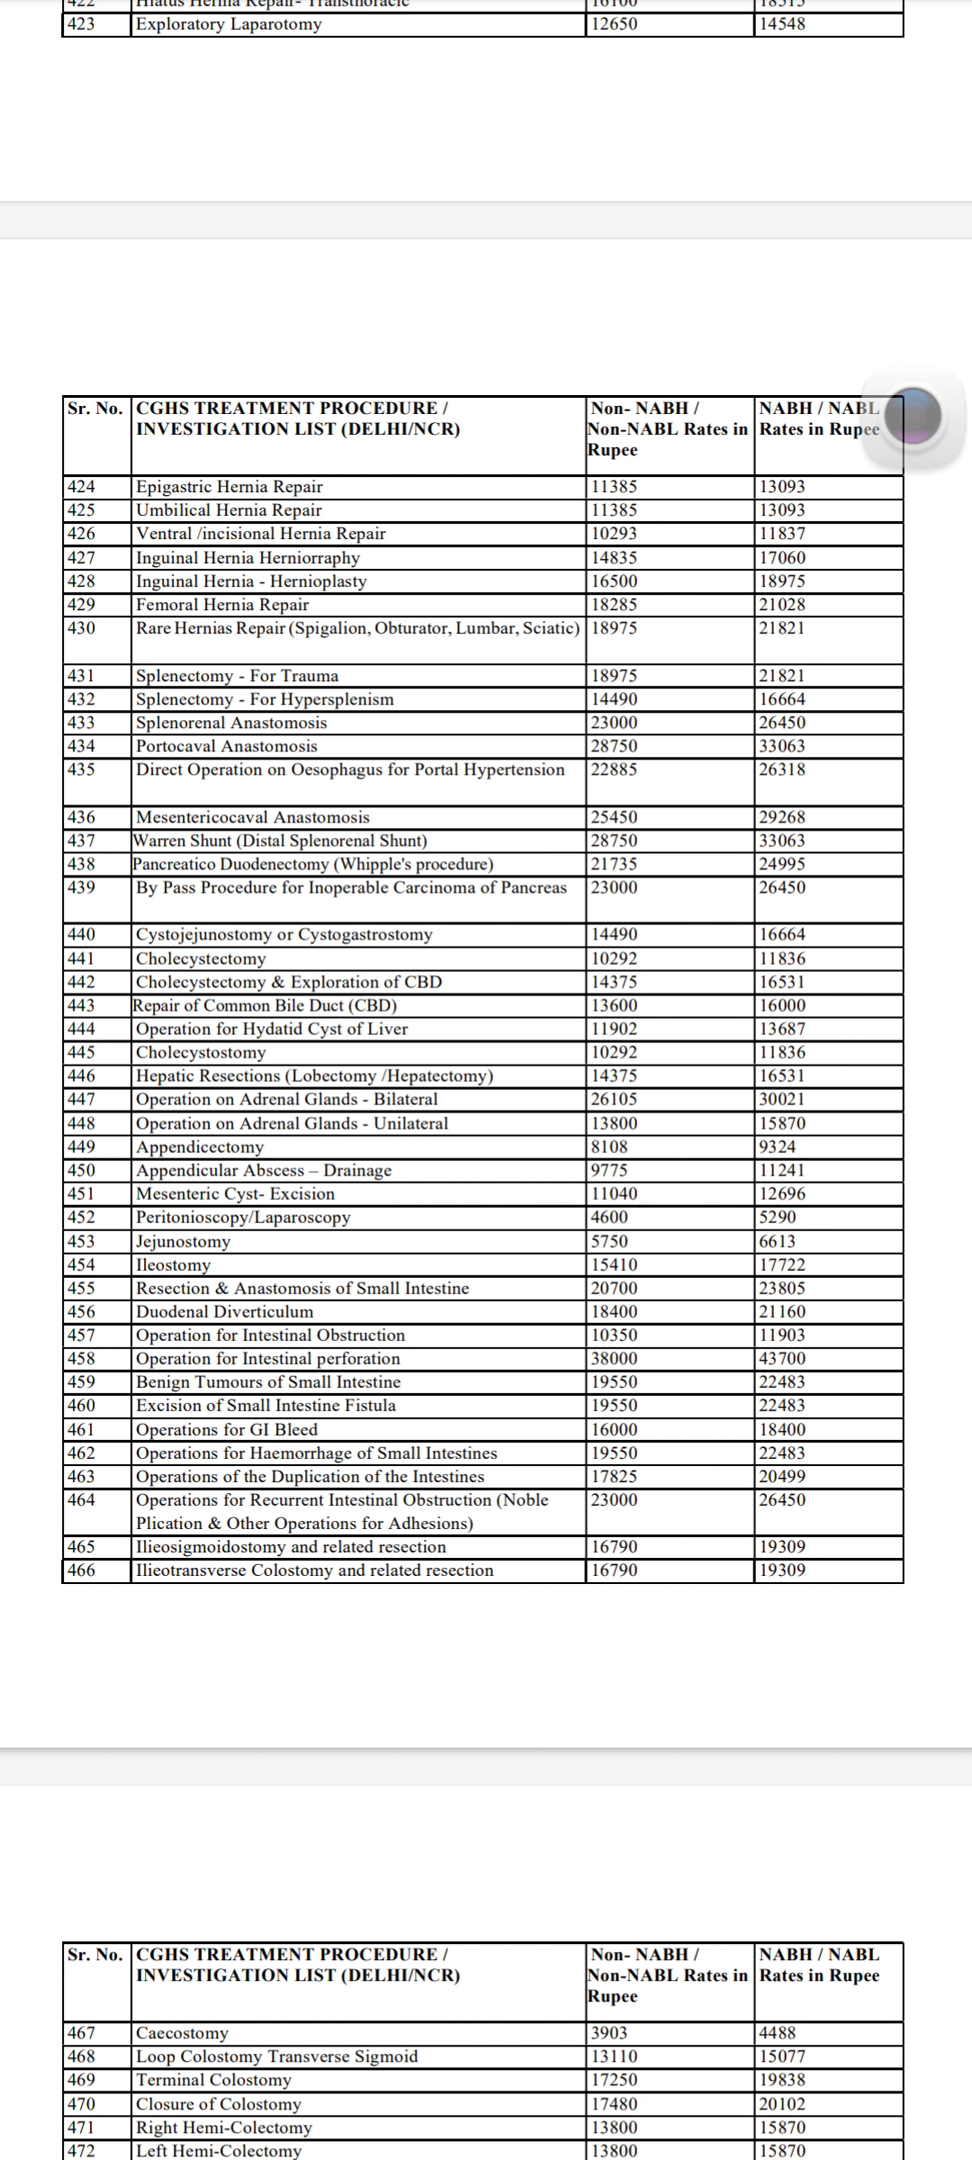 422 Hiatus Hernia Repair- Transthoracic 16100 18515
423 Exploratory Laparotomy 12650 14548
Sr. No. CGHS TREATMENT PROCEDURE / Non- NABH / NABH / NABL
INVESTIGATION LIST (DELHI/NCR) Non-NABL Rates in Rates in Rupee
Rupee
424 Epigastric Hernia Repair 11385 13093
425 Umbilical Hernia Repair 11385 13093
426 Ventral /incisional Hernia Repair 10293 11837
427 Inguinal Hernia Herniorraphy 14835 17060
428 Inguinal Hernia - Hernioplasty 16500 18975
429 Femoral Hernia Repair 18285 21028
430 Rare Hernias Repair (Spigalion, Obturator, Lumbar, Sciatic) 18975 21821
431 Splenectomy - For Trauma 18975 21821
432 Splenectomy - For Hypersplenism 14490 16664
433 Splenorenal Anastomosis 23000 26450
434 Portocaval Anastomosis 28750 33063
435 Direct Operation on Oesophagus for Portal Hypertension 22885 26318
436 Mesentericocaval Anastomosis 25450 29268
437 Warren Shunt (Distal Splenorenal Shunt) 28750 33063
438 Pancreatico Duodenectomy (Whipple's procedure) 21735 24995
439 By Pass Procedure for Inoperable Carcinoma of Pancreas 23000 26450
440 Cystojejunostomy or Cystogastrostomy 14490 16664
441 Cholecystectomy 10292 11836
442 Cholecystectomy & Exploration of CBD 14375 16531
443 Repair of Common Bile Duct (CBD) 13600 16000
444 Operation for Hydatid Cyst of Liver 11902 13687
445 Cholecystostomy 10292 11836
446 Hepatic Resections (Lobectomy /Hepatectomy) 14375 16531
447 Operation on Adrenal Glands - Bilateral 26105 30021
448 Operation on Adrenal Glands - Unilateral 13800 15870
449 Appendicectomy 8108 9324
450 Appendicular Abscess – Drainage 9775 11241
451 Mesenteric Cyst- Excision 11040 12696
452 Peritonioscopy/Laparoscopy 4600 5290
453 Jejunostomy 5750 6613
454 Ileostomy 15410 17722
455 Resection & Anastomosis of Small Intestine 20700 23805
456 Duodenal Diverticulum 18400 21160
457 Operation for Intestinal Obstruction 10350 11903
458 Operation for Intestinal perforation 38000 43700
459 Benign Tumours of Small Intestine 19550 22483
460 Excision of Small Intestine Fistula 19550 22483
461 Operations for GI Bleed 16000 18400
462 Operations for Haemorrhage of Small Intestines 19550 22483
463 Operations of the Duplication of the Intestines 17825 20499
464 Operations for Recurrent Intestinal Obstruction (Noble 23000 26450
Plication & Other Operations for Adhesions)
465 Ilieosigmoidostomy and related resection 16790 19309
466 Ilieotransverse Colostomy and related resection 16790 19309
Sr. No. CGHS TREATMENT PROCEDURE / Non- NABH / NABH / NABL
INVESTIGATION LIST (DELHI/NCR) Non-NABL Rates in Rates in Rupee
Rupee
467 Caecostomy 3903 4488
468 Loop Colostomy Transverse Sigmoid 13110 15077
469 Terminal Colostomy 17250 19838
470 Closure of Colostomy 17480 20102
471 Right Hemi-Colectomy 13800 15870
472 Left Hemi-Colectomy 13800 15870